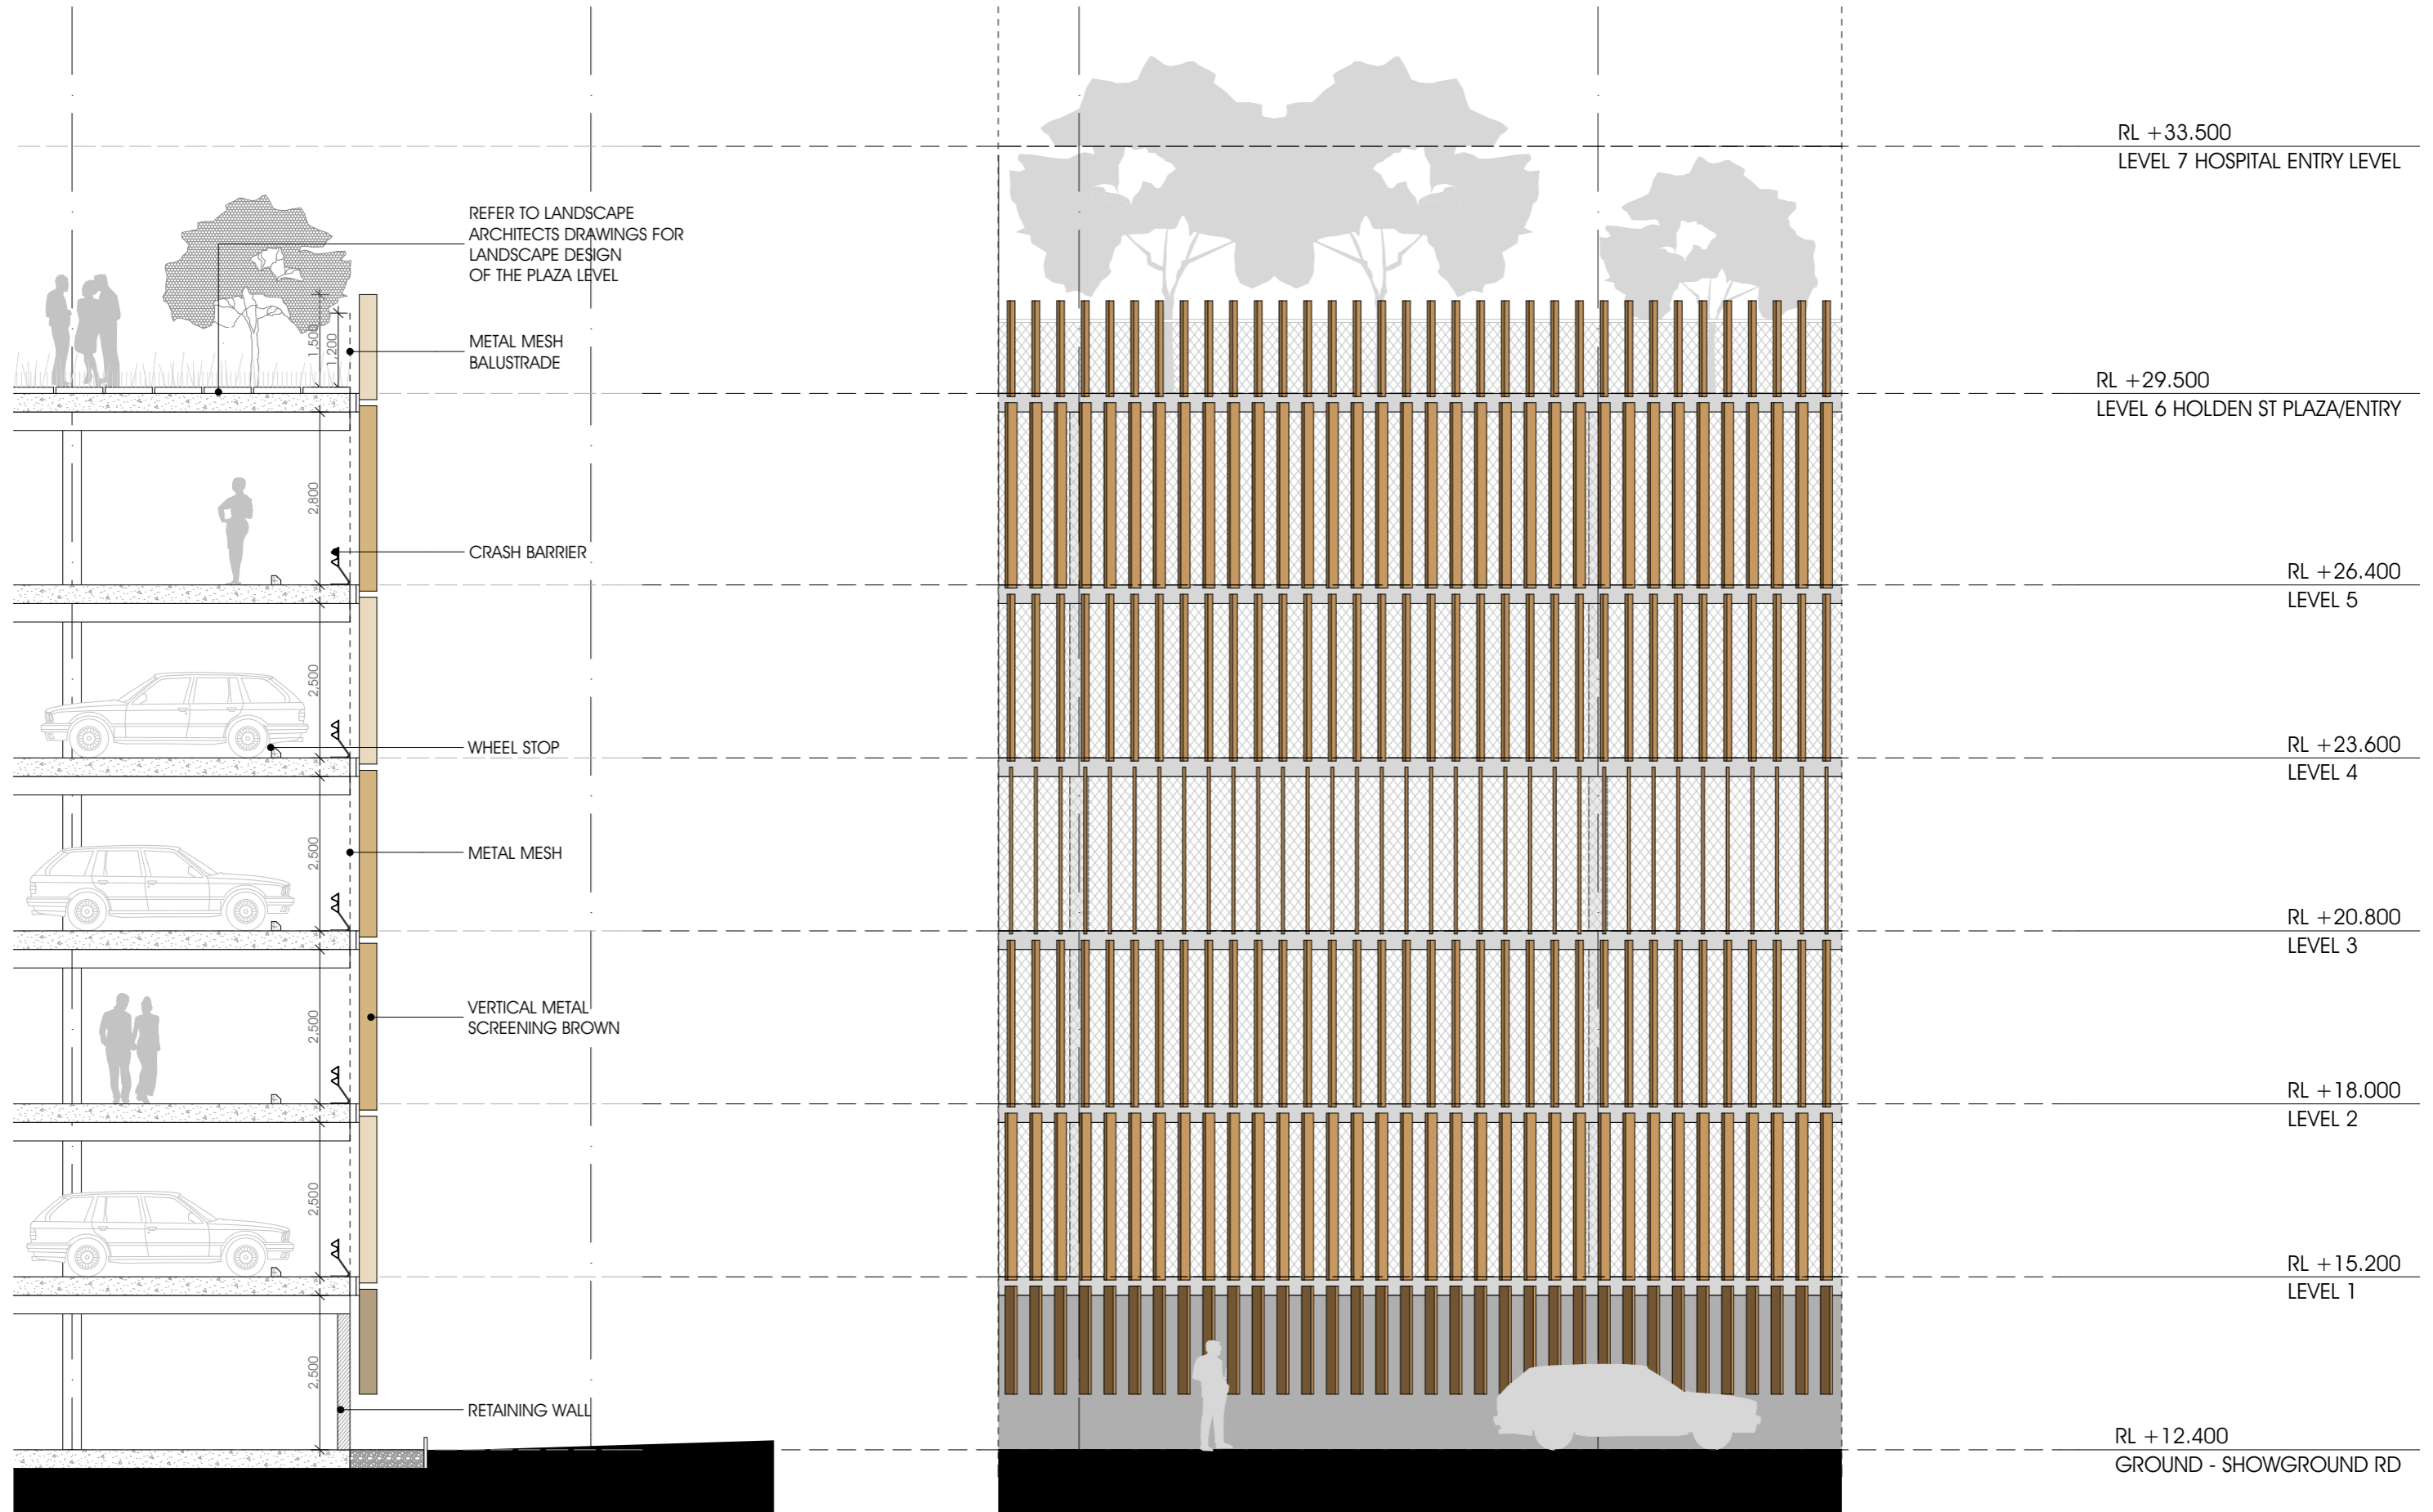 RL +33.500
LEVEL 7 HOSPITAL ENTRY LEVEL
REFER TO LANDSCAPE
ARCHITECTS DRAWINGS FOR
LANDSCAPE DESIGN
OF THE PLAZA LEVEL
1,500
1,200
METAL MESH
BALUSTRADE
RL +29.500
LEVEL 6 HOLDEN ST PLAZA/ENTRY
2,800
CRASH BARRIER
RL +26.400
LEVEL 5
2,500
WHEEL STOP
RL +23.600
LEVEL 4
2,500
METAL MESH
RL +20.800
LEVEL 3
2,500
VERTICAL METAL
SCREENING BROWN
RL +18.000
LEVEL 2
2,500
RL +15.200
LEVEL 1
2,500
RETAINING WALL
RL +12.400
GROUND - SHOWGROUND RD